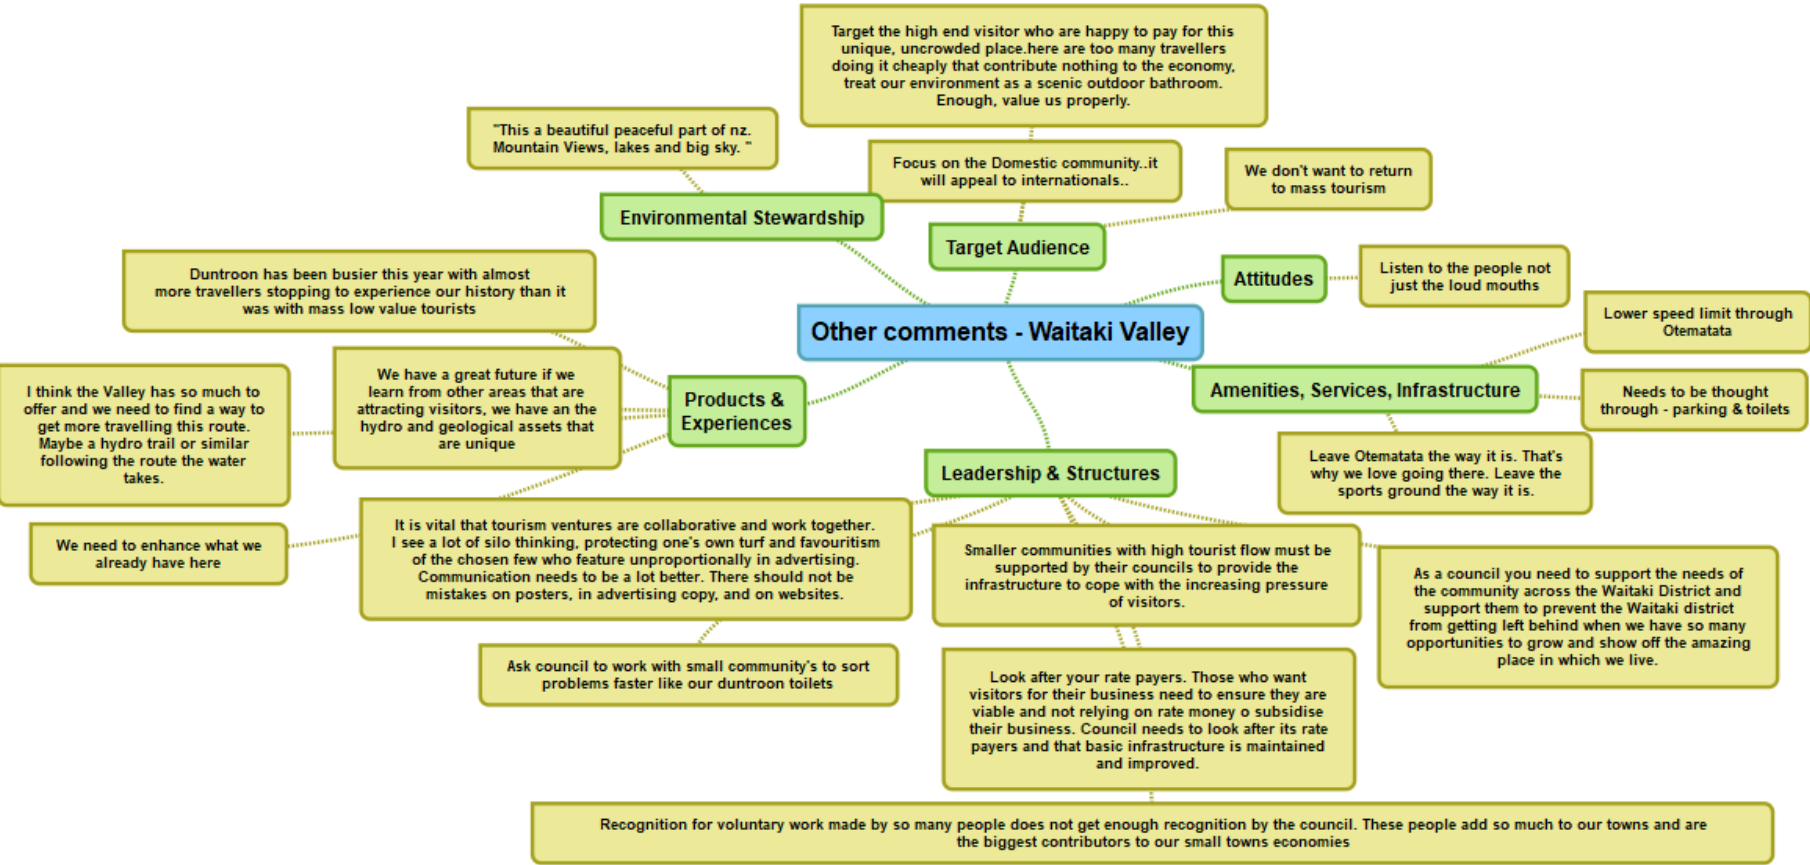 Target the high end visitor who are happy to pay for this
unique, uncrowded place.here are too many travellers
doing it cheaply that contribute nothing to the economy,
treat our environment as a scenic outdoor bathroom.
Enough, value us properly.
"This a beautiful peaceful part of nz.
Mountain Views, lakes and big sky. "
Focus on the Domestic community..it
will appeal to internationals..
We don't want to return
to mass tourism
Environmental Stewardship
Target Audience
Attitudes
Listen to the people not
just the loud mouths
Duntroon has been busier this year with almost
more travellers stopping to experience our history than it
was with mass low value tourists
Other comments - Waitaki Valley
Lower speed limit through
Otematata
I think the Valley has so much to
offer and we need to find a way to
get more travelling this route.
Maybe a hydro trail or similar
following the route the water
takes.
We have a great future if we
learn from other areas that are
attracting visitors, we have an the
hydro and geological assets that
are unique
Products &
Experiences
Amenities, Services, Infrastructure
Needs to be thought
through - parking & toilets
Leave Otematata the way it is. That's
why we love going there. Leave the
sports ground the way it is.
Leadership & Structures
We need to enhance what we
already have here
It is vital that tourism ventures are collaborative and work together.
I see a lot of silo thinking, protecting one's own turf and favouritism
of the chosen few who feature unproportionally in advertising.
Communication needs to be a lot better. There should not be
mistakes on posters, in advertising copy, and on websites.
Smaller communities with high tourist flow must be
supported by their councils to provide the
infrastructure to cope with the increasing pressure
of visitors.
As a council you need to support the needs of
the community across the Waitaki District and
support them to prevent the Waitaki district
from getting left behind when we have so many
opportunities to grow and show off the amazing
place in which we live.
Ask council to work with small community's to sort
problems faster like our duntroon toilets
Look after your rate payers. Those who want
visitors for their business need to ensure they are
viable and not relying on rate money o subsidise
their business. Council needs to look after its rate
payers and that basic infrastructure is maintained
and improved.
Recognition for voluntary work made by so many people does not get enough recognition by the council. These people add so much to our towns and are
the biggest contributors to our small towns economies